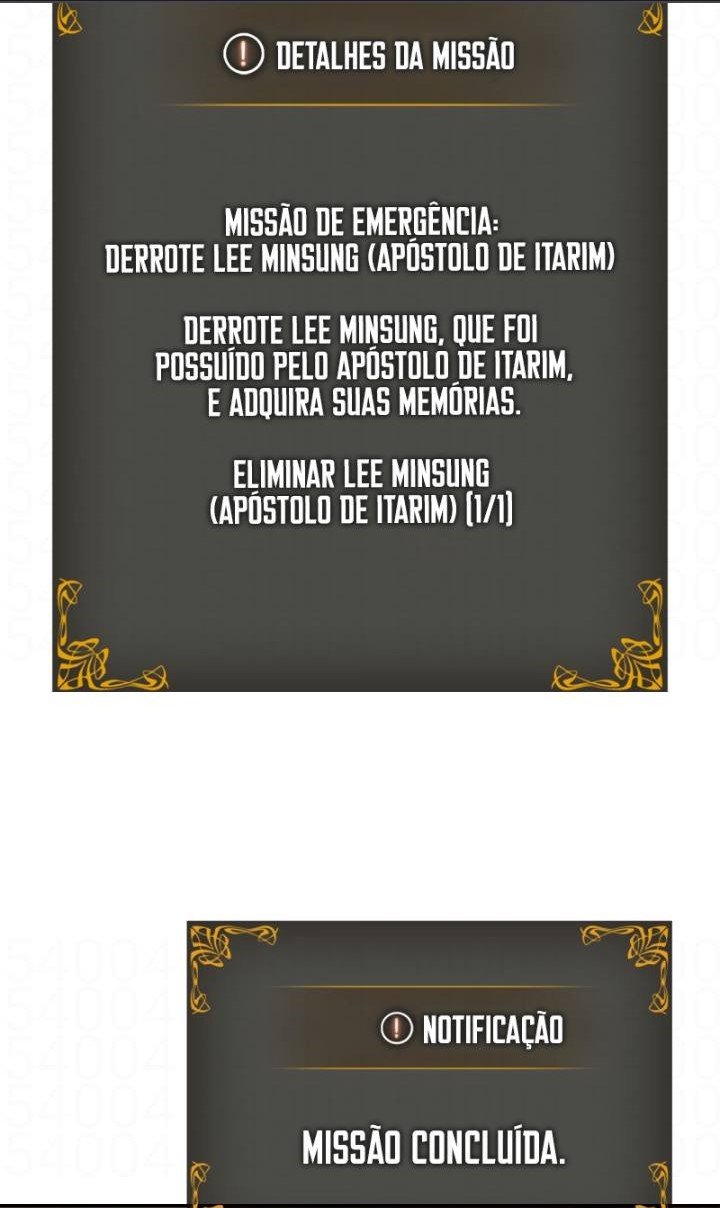 DETALHES DA MISSÃO
MISSÃO DE EMERGÊNCIA:
DERROTE LEE MINSUNG (APÓSTOLO DE ITARIM)
DERROTE LEE MINSUNG, QUE FOI
POSSUÍDO PELO APÓSTOLO DE ITARIM,
E ADQUIRA SUAS MEMÓRIAS.
ELIMINAR LEE MINSUNG
(APÓSTOLO DE ITARIM) [1/1]
NOTIFICAÇÃO
MISSÃO CONCLUÍDA.